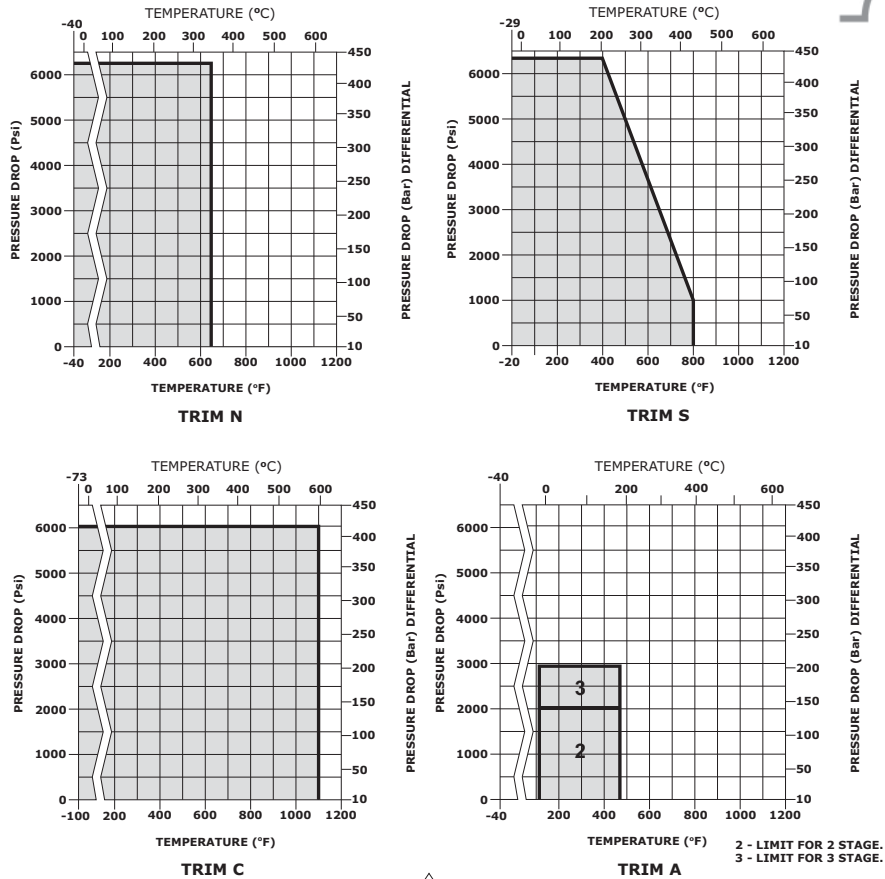 TEMPERATURE (°C)
-40
0 100 200 300 400 500 600
6000
5000
4000
3000
2000
1000
0
PRESSURE DROP (Psi)
450
400
350
300
250
200
150
100
50
10
PRESSURE DROP (Bar) DIFFERENTIAL
-40 200 400 600 800 1000 1200
TEMPERATURE (°F)
TRIM N
TEMPERATURE (°C)
-29
0 100 200 300 400 500 600
6000
5000
4000
3000
2000
1000
0
PRESSURE DROP (Psi)
450
400
350
300
250
200
150
100
50
10
PRESSURE DROP (Bar) DIFFERENTIAL
-20 200 400 600 800 1000 1200
TEMPERATURE (°F)
TRIM S
TEMPERATURE (°C)
-73
0 100 200 300 400 500 600
6000
5000
4000
3000
2000
1000
0
PRESSURE DROP (Psi)
450
400
350
300
250
200
150
100
50
10
PRESSURE DROP (Bar) DIFFERENTIAL
-100 200 400 600 800 1000 1200
TEMPERATURE (°F)
TRIM C
TEMPERATURE (°C)
-40
0 100 200 400 600
6000
5000
4000
3000
2000
1000
0
PRESSURE DROP (Psi)
3
2
450
400
350
300
250
200
150
100
50
10
PRESSURE DROP (Bar) DIFFERENTIAL
-40 200 400 600 800 1000 1200
TEMPERATURE (°F)
2 - LIMIT FOR 2 STAGE.
3 - LIMIT FOR 3 STAGE.
TRIM A